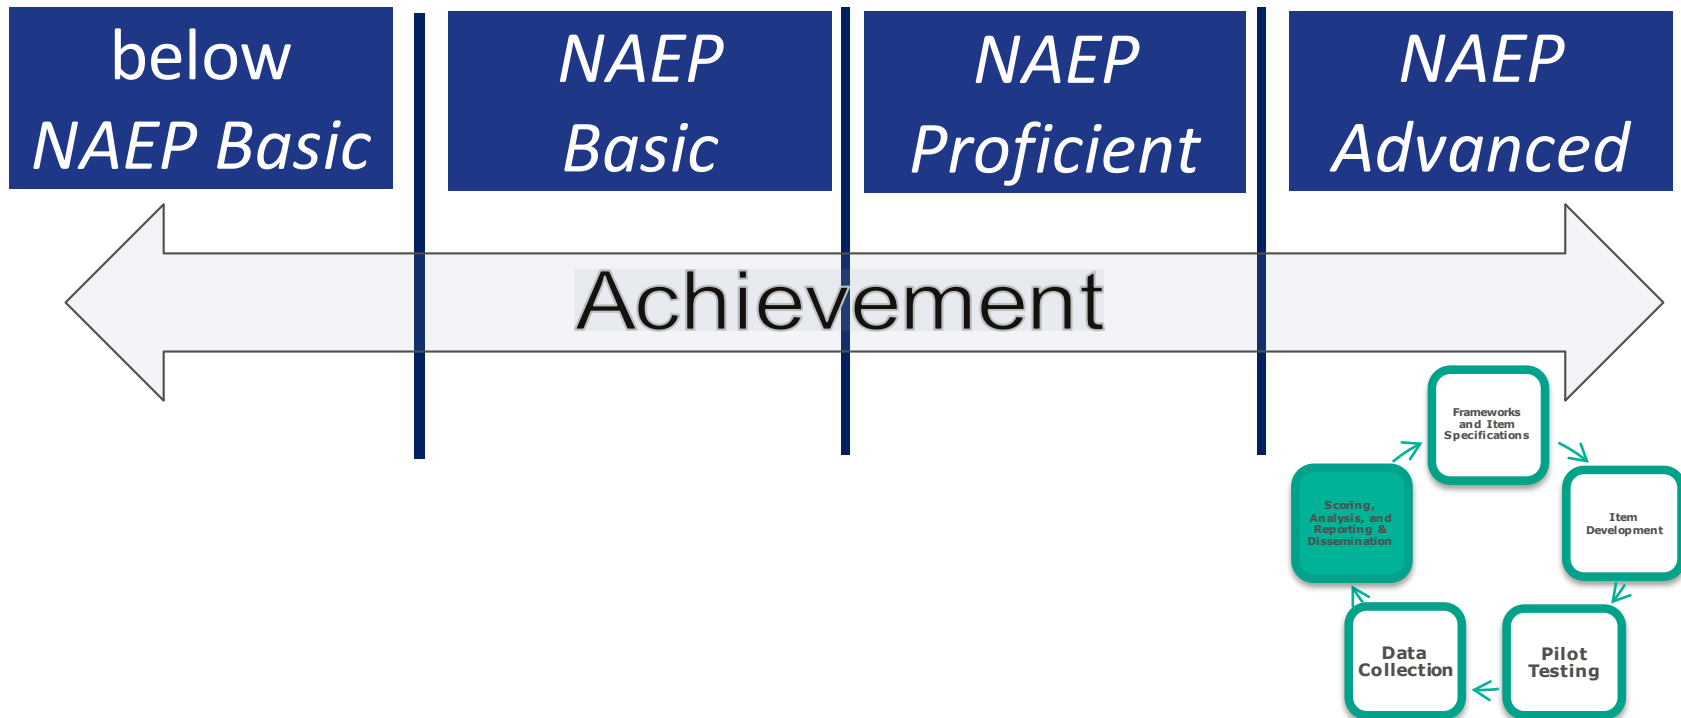 below
NAEP Basic
NAEP
Basic
NAEP
Proficient
NAEP
Advanced
Achievement
Frameworks
and Item
Specifications
Item
Development
Pilot
Testing
Data
Collection
Scoring,
Analysis, and
Reporting &
Dissemination